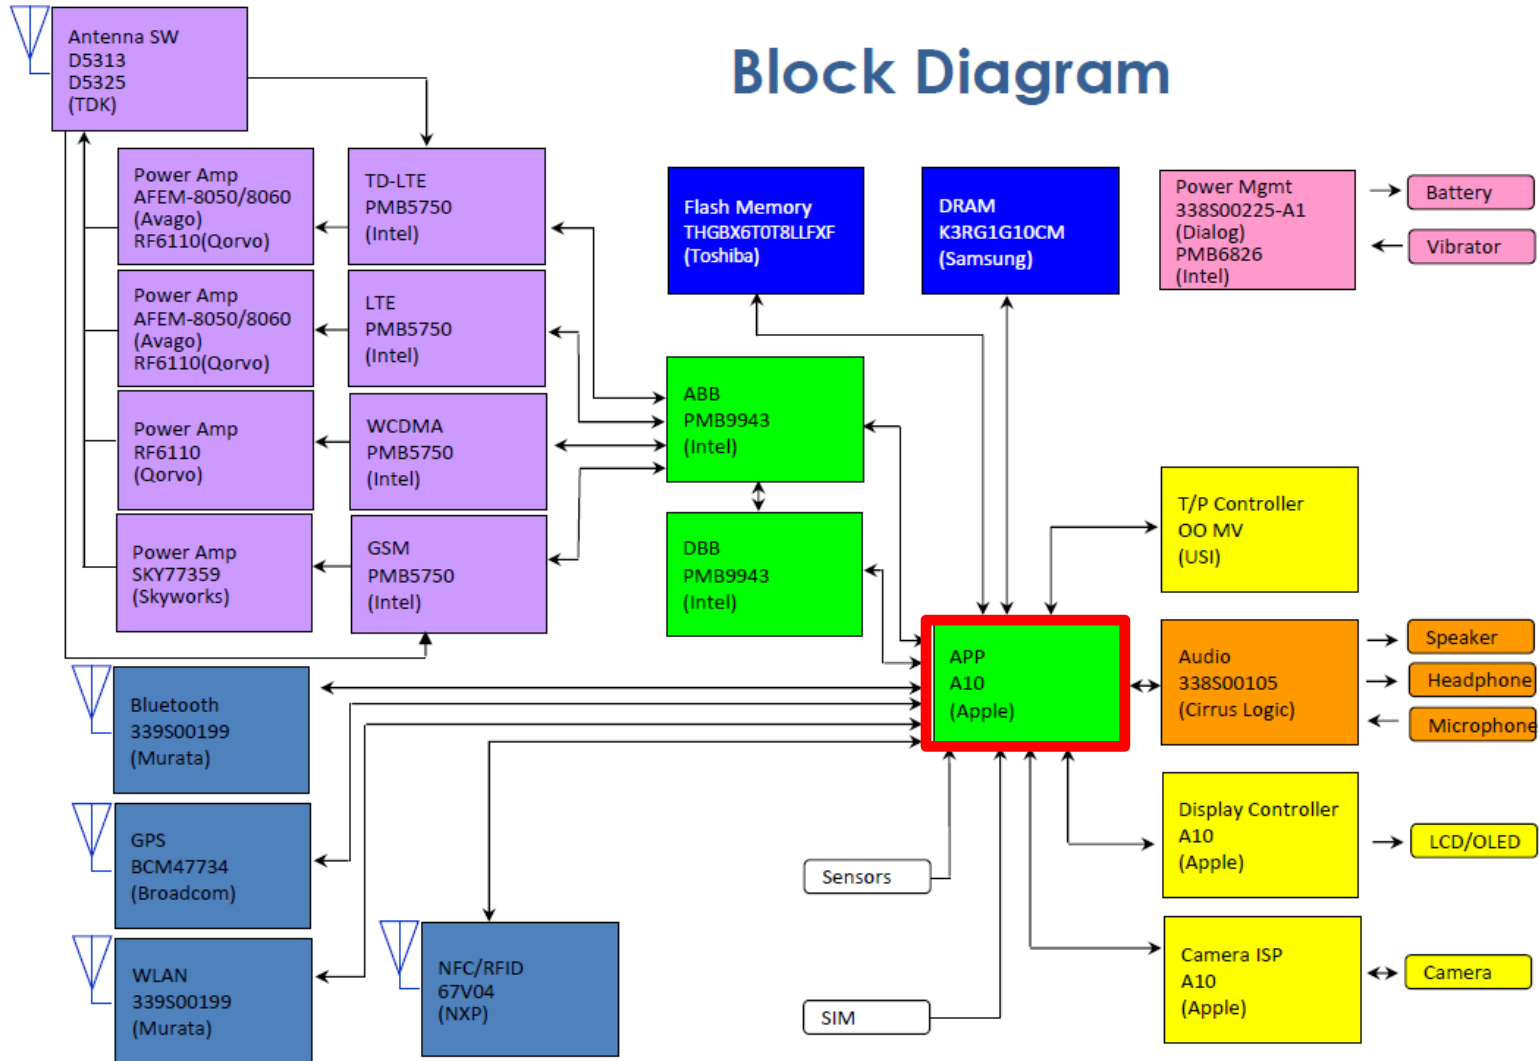 Block Diagram
Antenna SW
D5313
D5325
(TDK)
Power Amp
AFEM-8050/8060
(Avago)
RF6110(Qorvo)
TD-LTE
PMB5750
(Intel)
Flash Memory
THGBX6T0T8LLFXF
(Toshiba)
DRAM
K3RG1G10CM
(Samsung)
Power Mgmt
338S00225-A1
(Dialog)
PMB6826
(Intel)
Battery
Vibrator
Power Amp
AFEM-8050/8060
(Avago)
RF6110(Qorvo)
LTE
PMB5750
(Intel)
Power Amp
RF6110
(Qorvo)
WCDMA
PMB5750
(Intel)
ABB
PMB9943
(Intel)
T/P Controller
OO MV
(USI)
Power Amp
SKY77359
(Skyworks)
GSM
PMB5750
(Intel)
DBB
PMB9943
(Intel)
APP
A10
(Apple)
Audio
338S00105
(Cirrus Logic)
Speaker
Headphone
Microphone
Bluetooth
339S00199
(Murata)
GPS
BCM47734
(Broadcom)
Display Controller
A10
(Apple)
LCD/OLED
Sensors
WLAN
339S00199
(Murata)
NFC/RFID
67V04
(NXP)
SIM
Camera ISP
A10
(Apple)
Camera